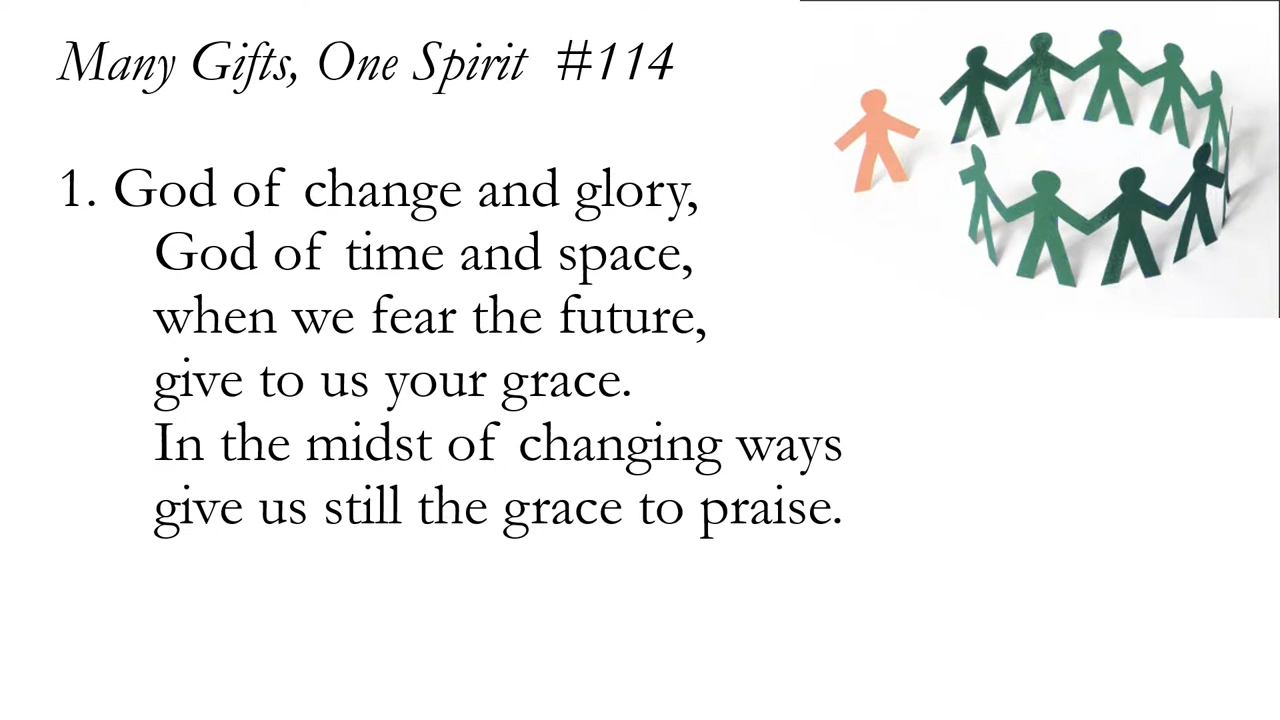 Many Gifts, One Spirit #114
1. God of change and glory,
God of time and space,
when we fear the future,
give to us your grace.
In the midst of changing ways
give us still the grace to praise.